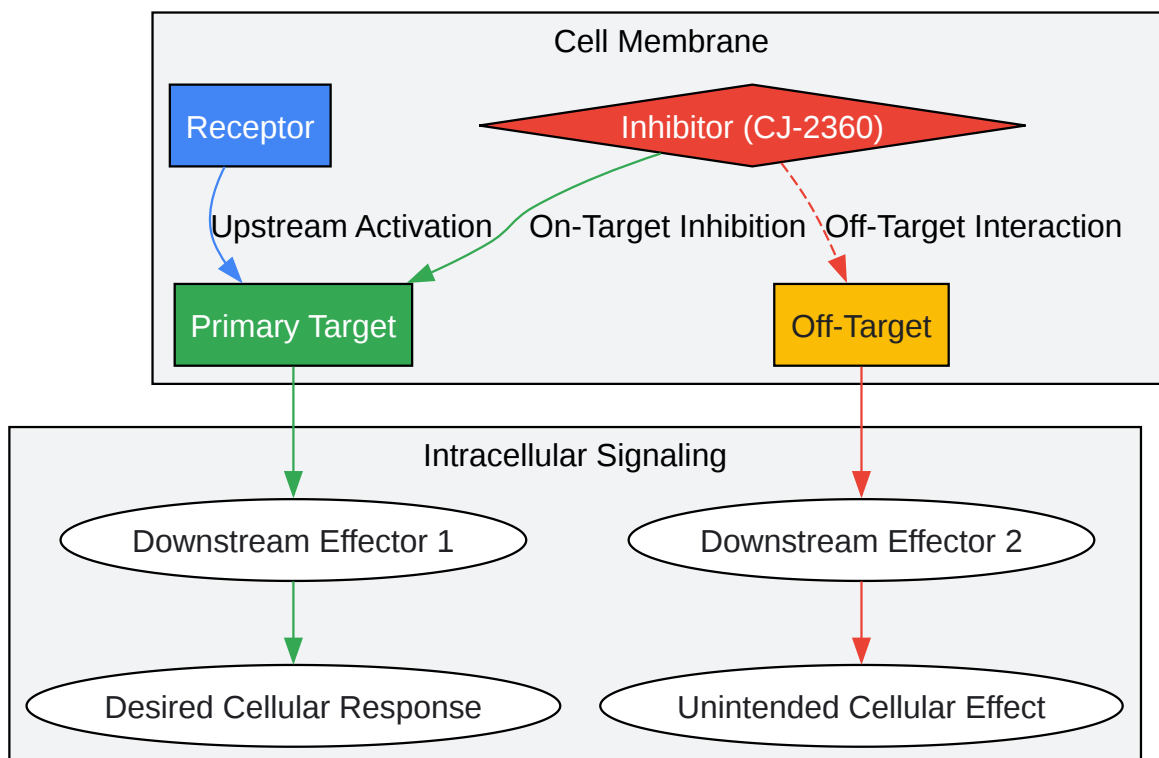 Cell Membrane
Receptor
Inhibitor (CJ-2360)
Upstream Activation
On-Target Inhibition
Off-Target Interaction
Primary Target
Off-Target
Intracellular Signaling
Downstream Effector 1
Downstream Effector 2
Desired Cellular Response
Unintended Cellular Effect